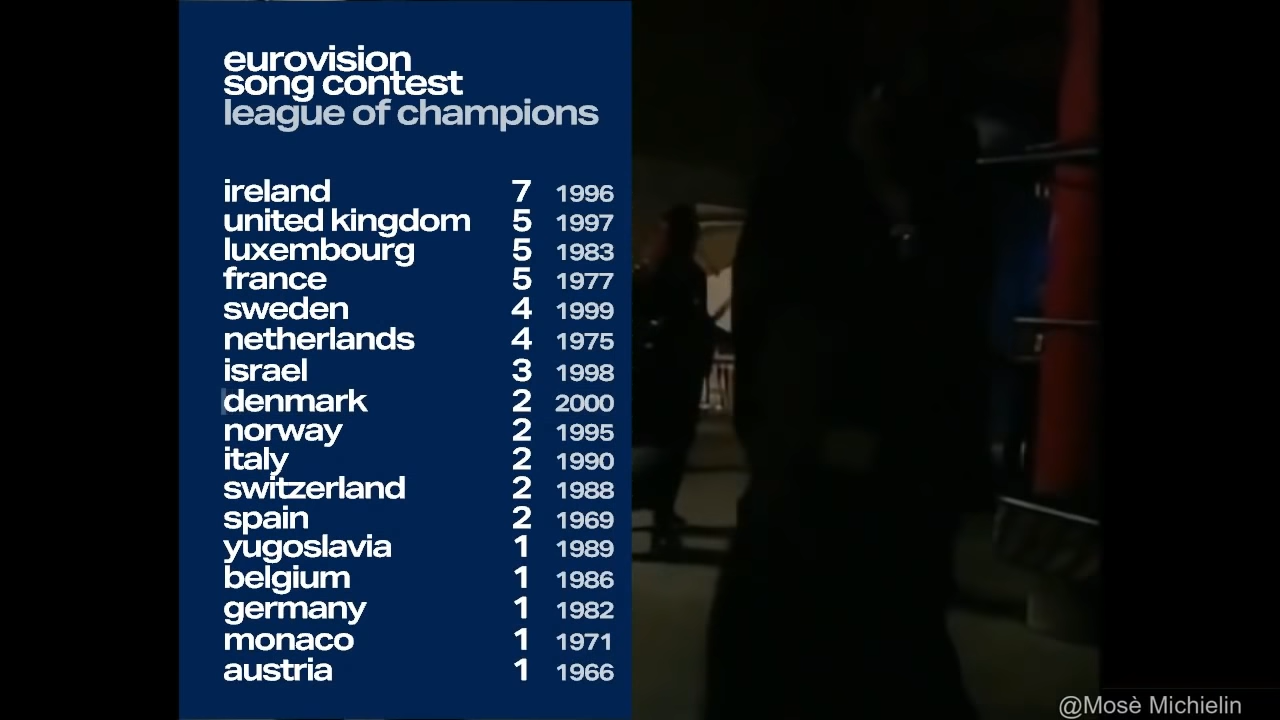 eurovision
song contest
league of champions
ireland 7 1996
united kingdom 5 1997
luxembourg 5 1983
france 5 1977
sweden 4 1999
netherlands 4 1975
israel 3 1998
denmark 2 2000
norway 2 1995
italy 2 1990
switzerland 2 1988
spain 2 1969
yugoslavia 1 1989
belgium 1 1986
germany 1 1982
monaco 1 1971
austria 1 1966
@Mosè Michielin